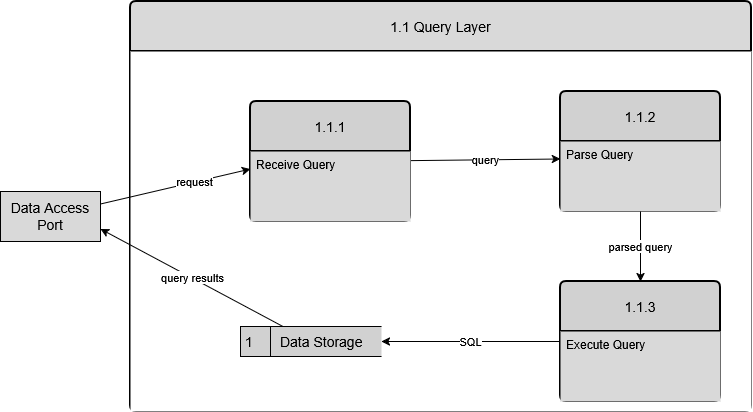 1.1 Query Layer
1.1.1
Receive Query
query
1.1.2
Parse Query
request
Data Access
Port
parsed query
query results
1.1.3
Execute Query
SQL
1
Data Storage